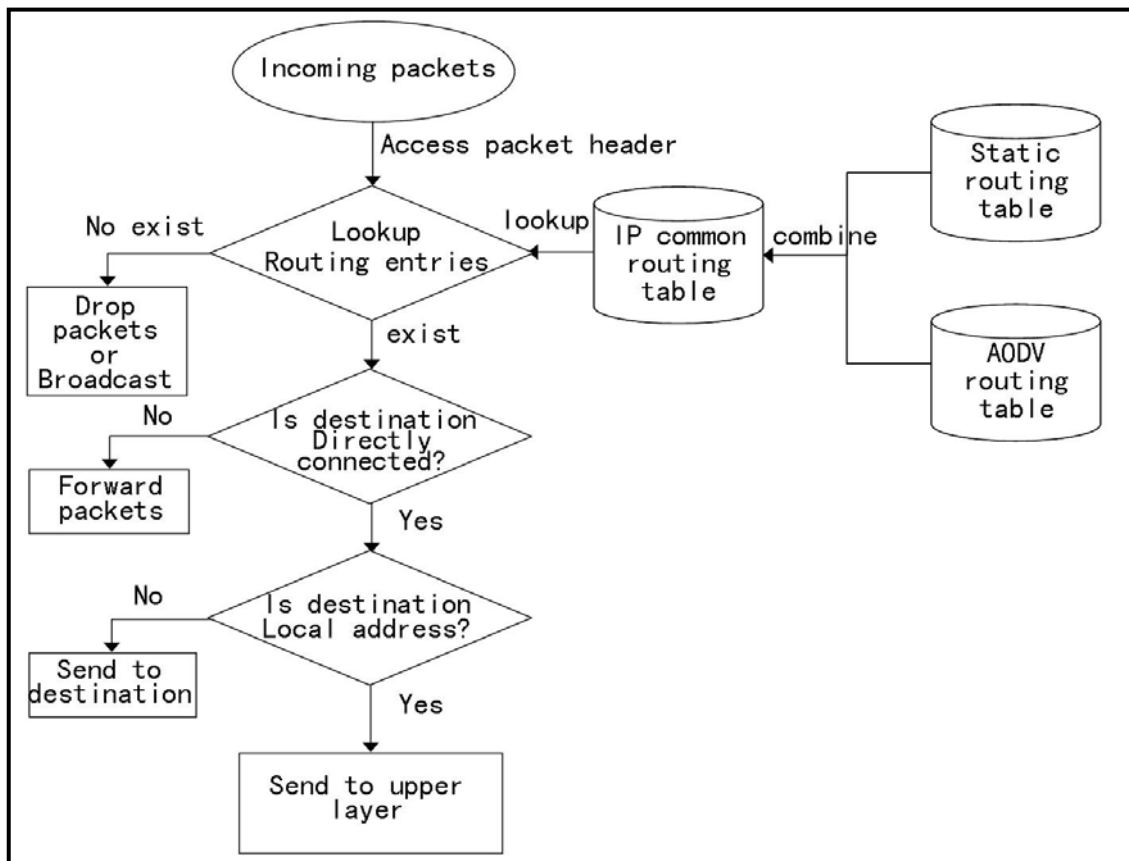 Incoming packets
Access packet header
Static
routing
table
No exist
Lookup
Routing entries
lookup
IP common
routing
table
combine
Drop
packets
or
Broadcast
exist
AODV
routing
table
No
Is destination
Directly
connected?
Forward
packets
Yes
No
Is destination
Local address?
Send to
destination
Yes
Send to upper
layer